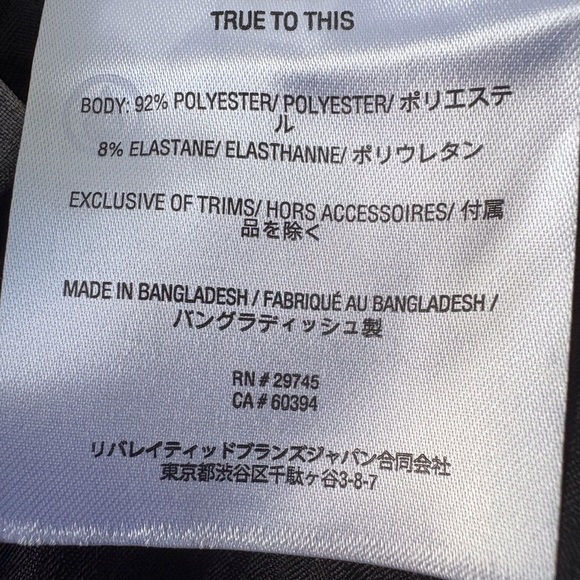 TRUE TO THIS
BODY: 92% POLYESTER/ POLYESTER/ ポリエステ
ル
8% ELASTANE/ ELASTHANNE/ ポリウレタン
EXCLUSIVE OF TRIMS/ HORS ACCESSOIRES/ 付属
品を除く
MADE IN BANGLADESH / FABRIQUÉ AU BANGLADESH /
バングラディッシュ製
RN # 29745
CA # 60394
リバレイティッドブランズジャパン合同会社
東京都渋谷区千駄ヶ谷3-8-7